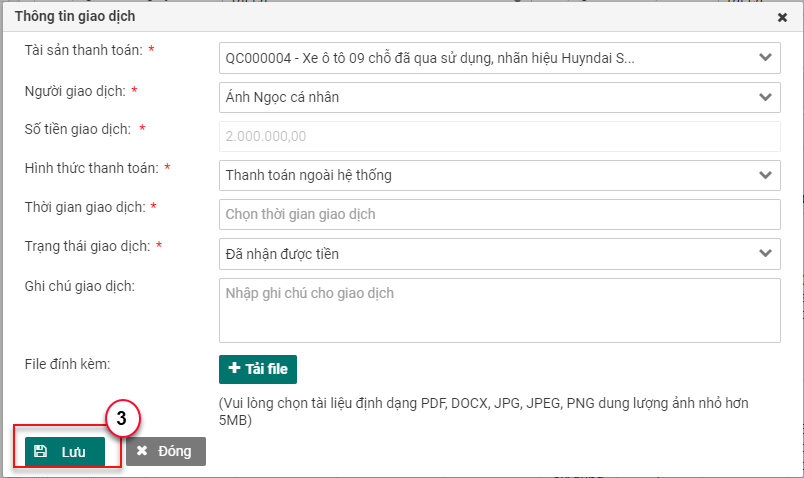 Thông tin giao dịch
Tài sản thanh toán: *
QC000004 - Xe ô tô 09 chỗ đã qua sử dụng, nhãn hiệu Huyndai S...
Người giao dịch: *
Ánh Ngọc cá nhân
Số tiền giao dịch: *
2.000.000,00
Hình thức thanh toán: *
Thanh toán ngoài hệ thống
Thời gian giao dịch: *
Chọn thời gian giao dịch
Trạng thái giao dịch: *
Đã nhận được tiền
Ghi chú giao dịch:
Nhập ghi chú cho giao dịch
File đính kèm:
Tải file
(Vui lòng chọn tài liệu định dạng PDF, DOCX, JPG, JPEG, PNG dung lượng ảnh nhỏ hơn
5MB)
3
Lưu
Đóng